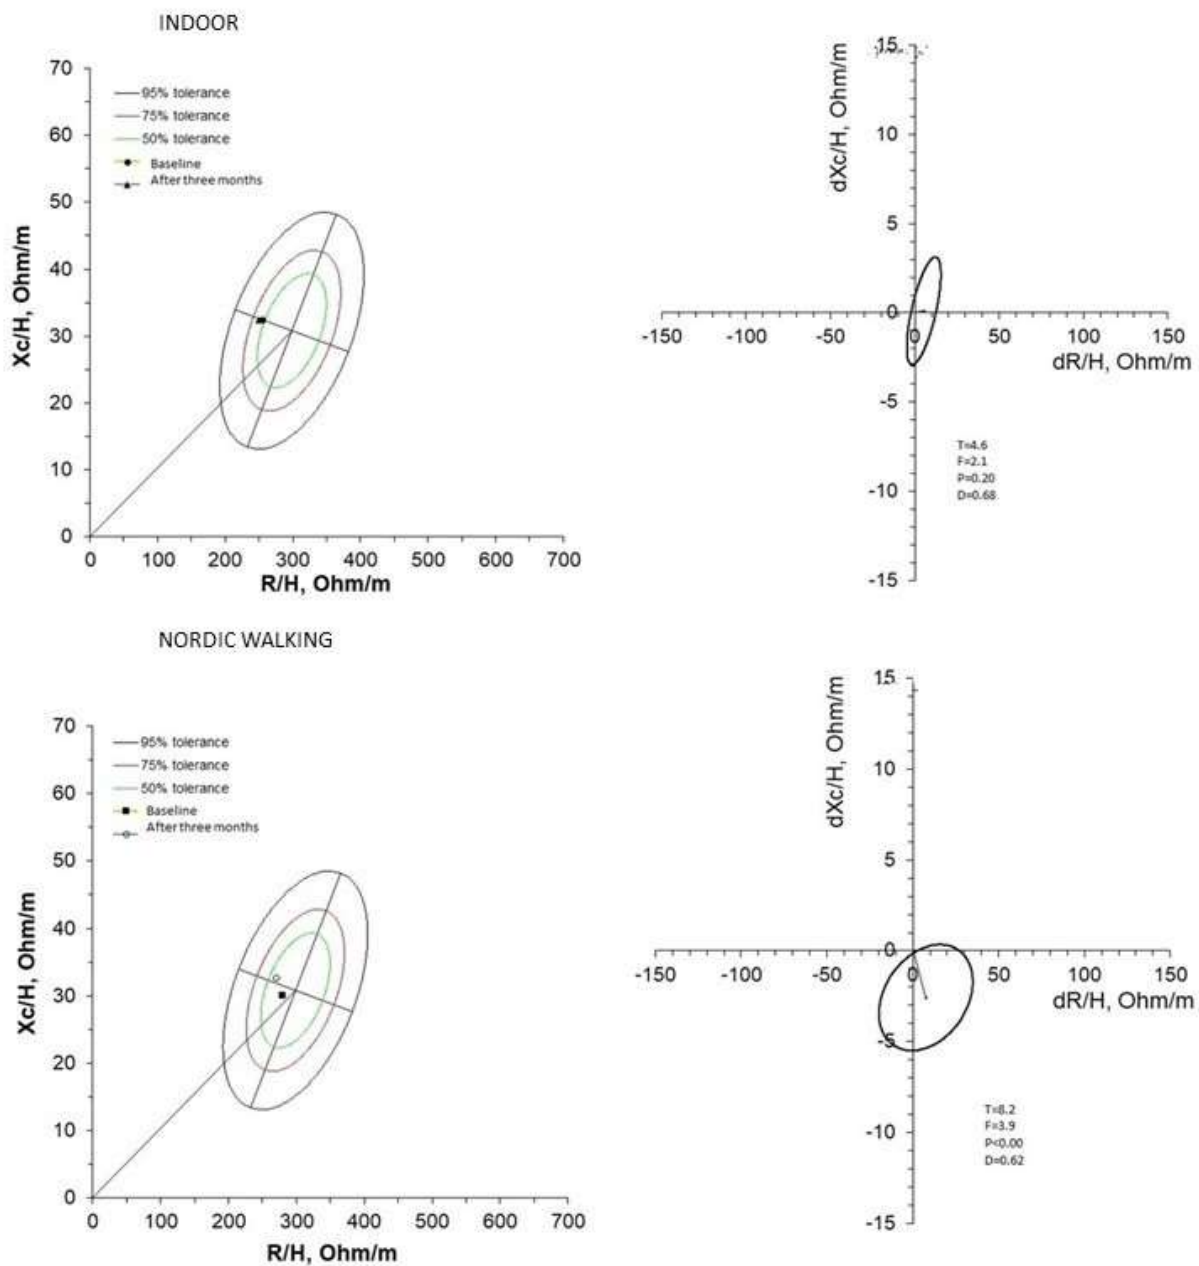 INDOOR
70
60
50
40
30
20
10
0
Xc/H, Ohm/m
95% tolerance
75% tolerance
50% tolerance
Baseline
After three months
0 100 200 300 400 500 600 700
R/H, Ohm/m
dXc/H, Ohm/m
15
10
5
0
-5
-10
-15
-150 -100 -50 0 50 100 150
dR/H, Ohm/m
T=4.6
F=2.1
P=0.20
D=0.68
NORDIC WALKING
70
60
50
40
30
20
10
0
Xc/H, Ohm/m
95% tolerance
75% tolerance
50% tolerance
Baseline
After three months
0 100 200 300 400 500 600 700
R/H, Ohm/m
dXc/H, Ohm/m
15
10
5
0
-5
-10
-15
-150 -100 -50 0 50 100 150
dR/H, Ohm/m
T=8.2
F=3.9
P<0.00
D=0.62